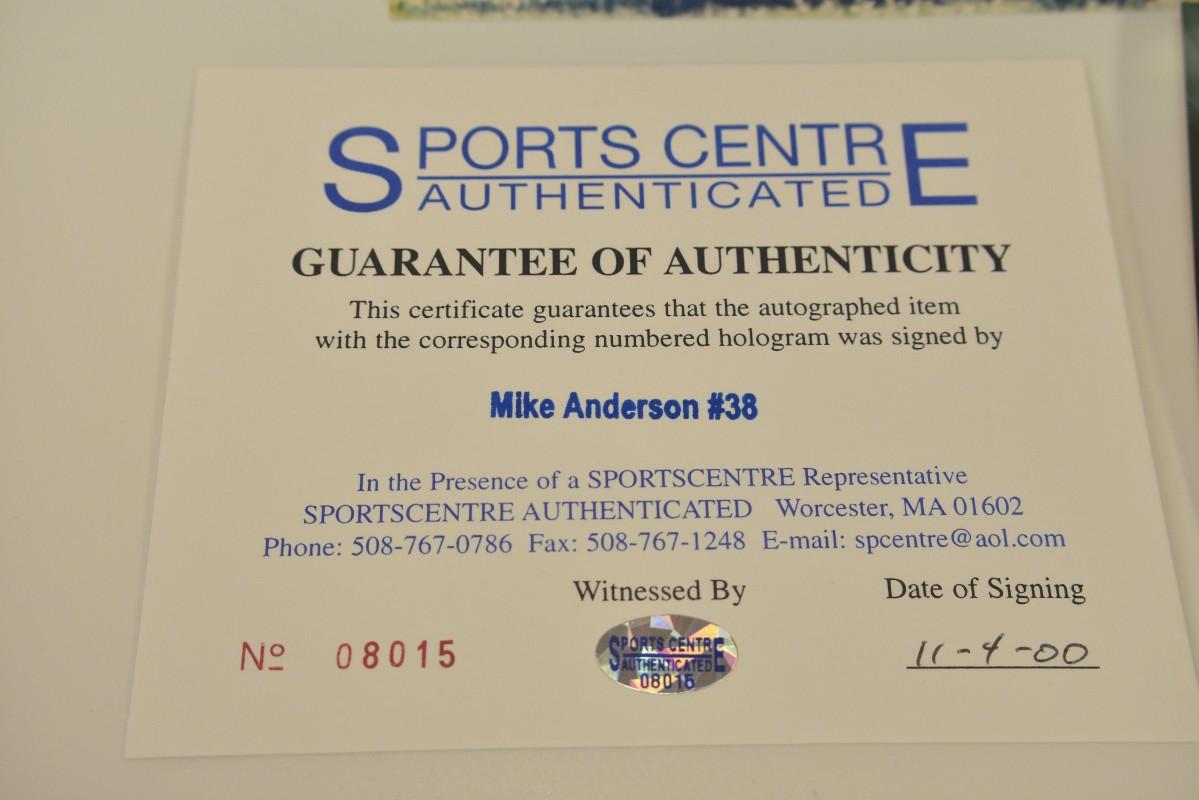 SPORTS CENTRE
AUTHENTICATED
GUARANTEE OF AUTHENTICITY
This certificate guarantees that the autographed item
with the corresponding numbered hologram was signed by
Mike Anderson #38
In the Presence of a SPORTSCENTRE Representative
SPORTSCENTRE AUTHENTICATED Worcester, MA 01602
Phone: 508-767-0786 Fax: 508-767-1248 E-mail: spcentre@aol.com
Witnessed By Date of Signing
Nº 08015
SPORTS CENTRE
AUTHENTICATED
08015
11-4-00